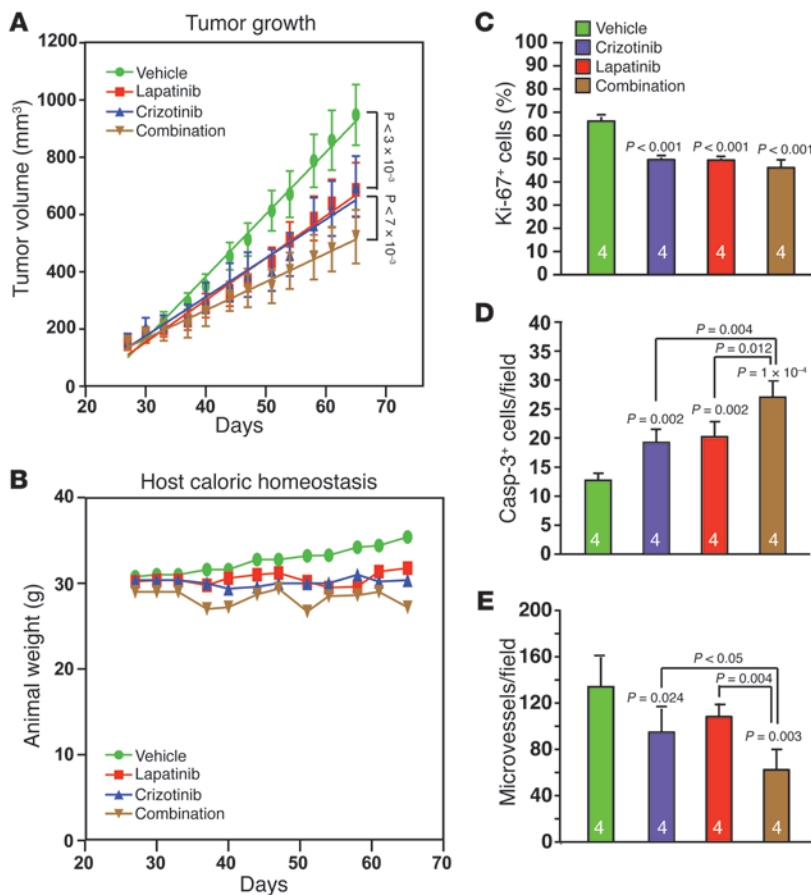 A
Tumor growth
1200
1000
800
600
400
200
0
Tumor volume (mm³)
Vehicle
Lapatinib
Crizotinib
Combination
P < 3 × 10⁻³
P < 7 × 10⁻³
20 30 40 50 60 70
Days
B
Host caloric homeostasis
40
30
20
10
0
Animal weight (g)
Vehicle
Lapatinib
Crizotinib
Combination
20 30 40 50 60 70
Days
C
Vehicle
Crizotinib
Lapatinib
Combination
100
90
80
70
60
50
40
30
20
10
0
Ki-67⁺ cells (%)
P < 0.001 P < 0.001 P < 0.001
4 4 4 4
D
40
35
30
25
20
15
10
5
0
Casp-3⁺ cells/field
P = 0.004
P = 0.012
P = 1 × 10⁻⁴
P = 0.002 P = 0.002
4 4 4 4
E
200
160
120
80
40
0
Microvessels/field
P < 0.05
P = 0.004
P = 0.024
P = 0.003
4 4 4 4